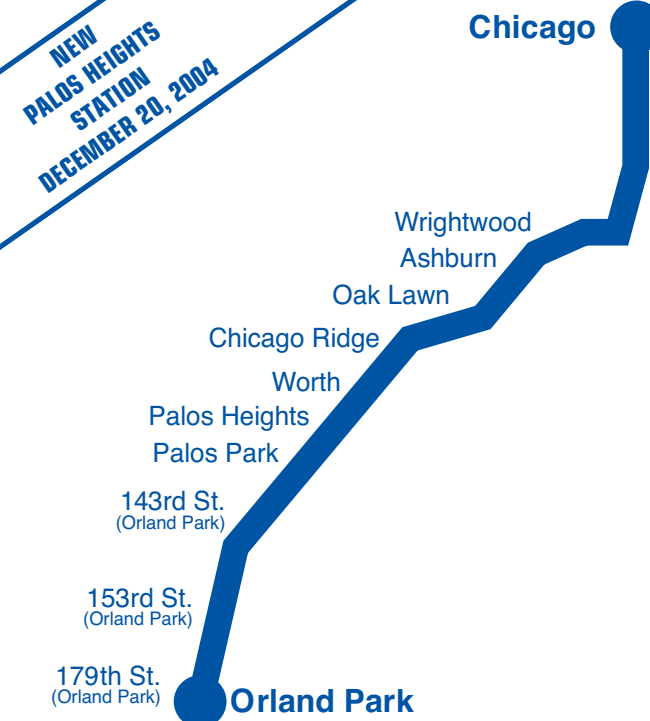 NEW
PALOS HEIGHTS
STATION
DECEMBER 20, 2004
Chicago
Wrightwood
Ashburn
Oak Lawn
Chicago Ridge
Worth
Palos Heights
Palos Park
143rd St.
(Orland Park)
153rd St.
(Orland Park)
179th St.
(Orland Park)
Orland Park